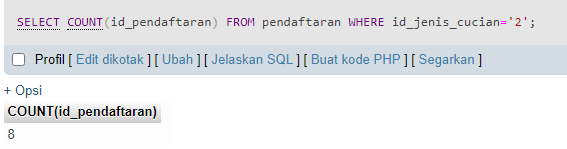 SELECT COUNT(id_pendaftaran) FROM pendaftaran WHERE id_jenis_cucian='2';
Profil [ Edit dikotak ] [ Ubah ] [ Jelaskan SQL ] [ Buat kode PHP ] [ Segarkan ]
+ Opsi
COUNT(id_pendaftaran)
8